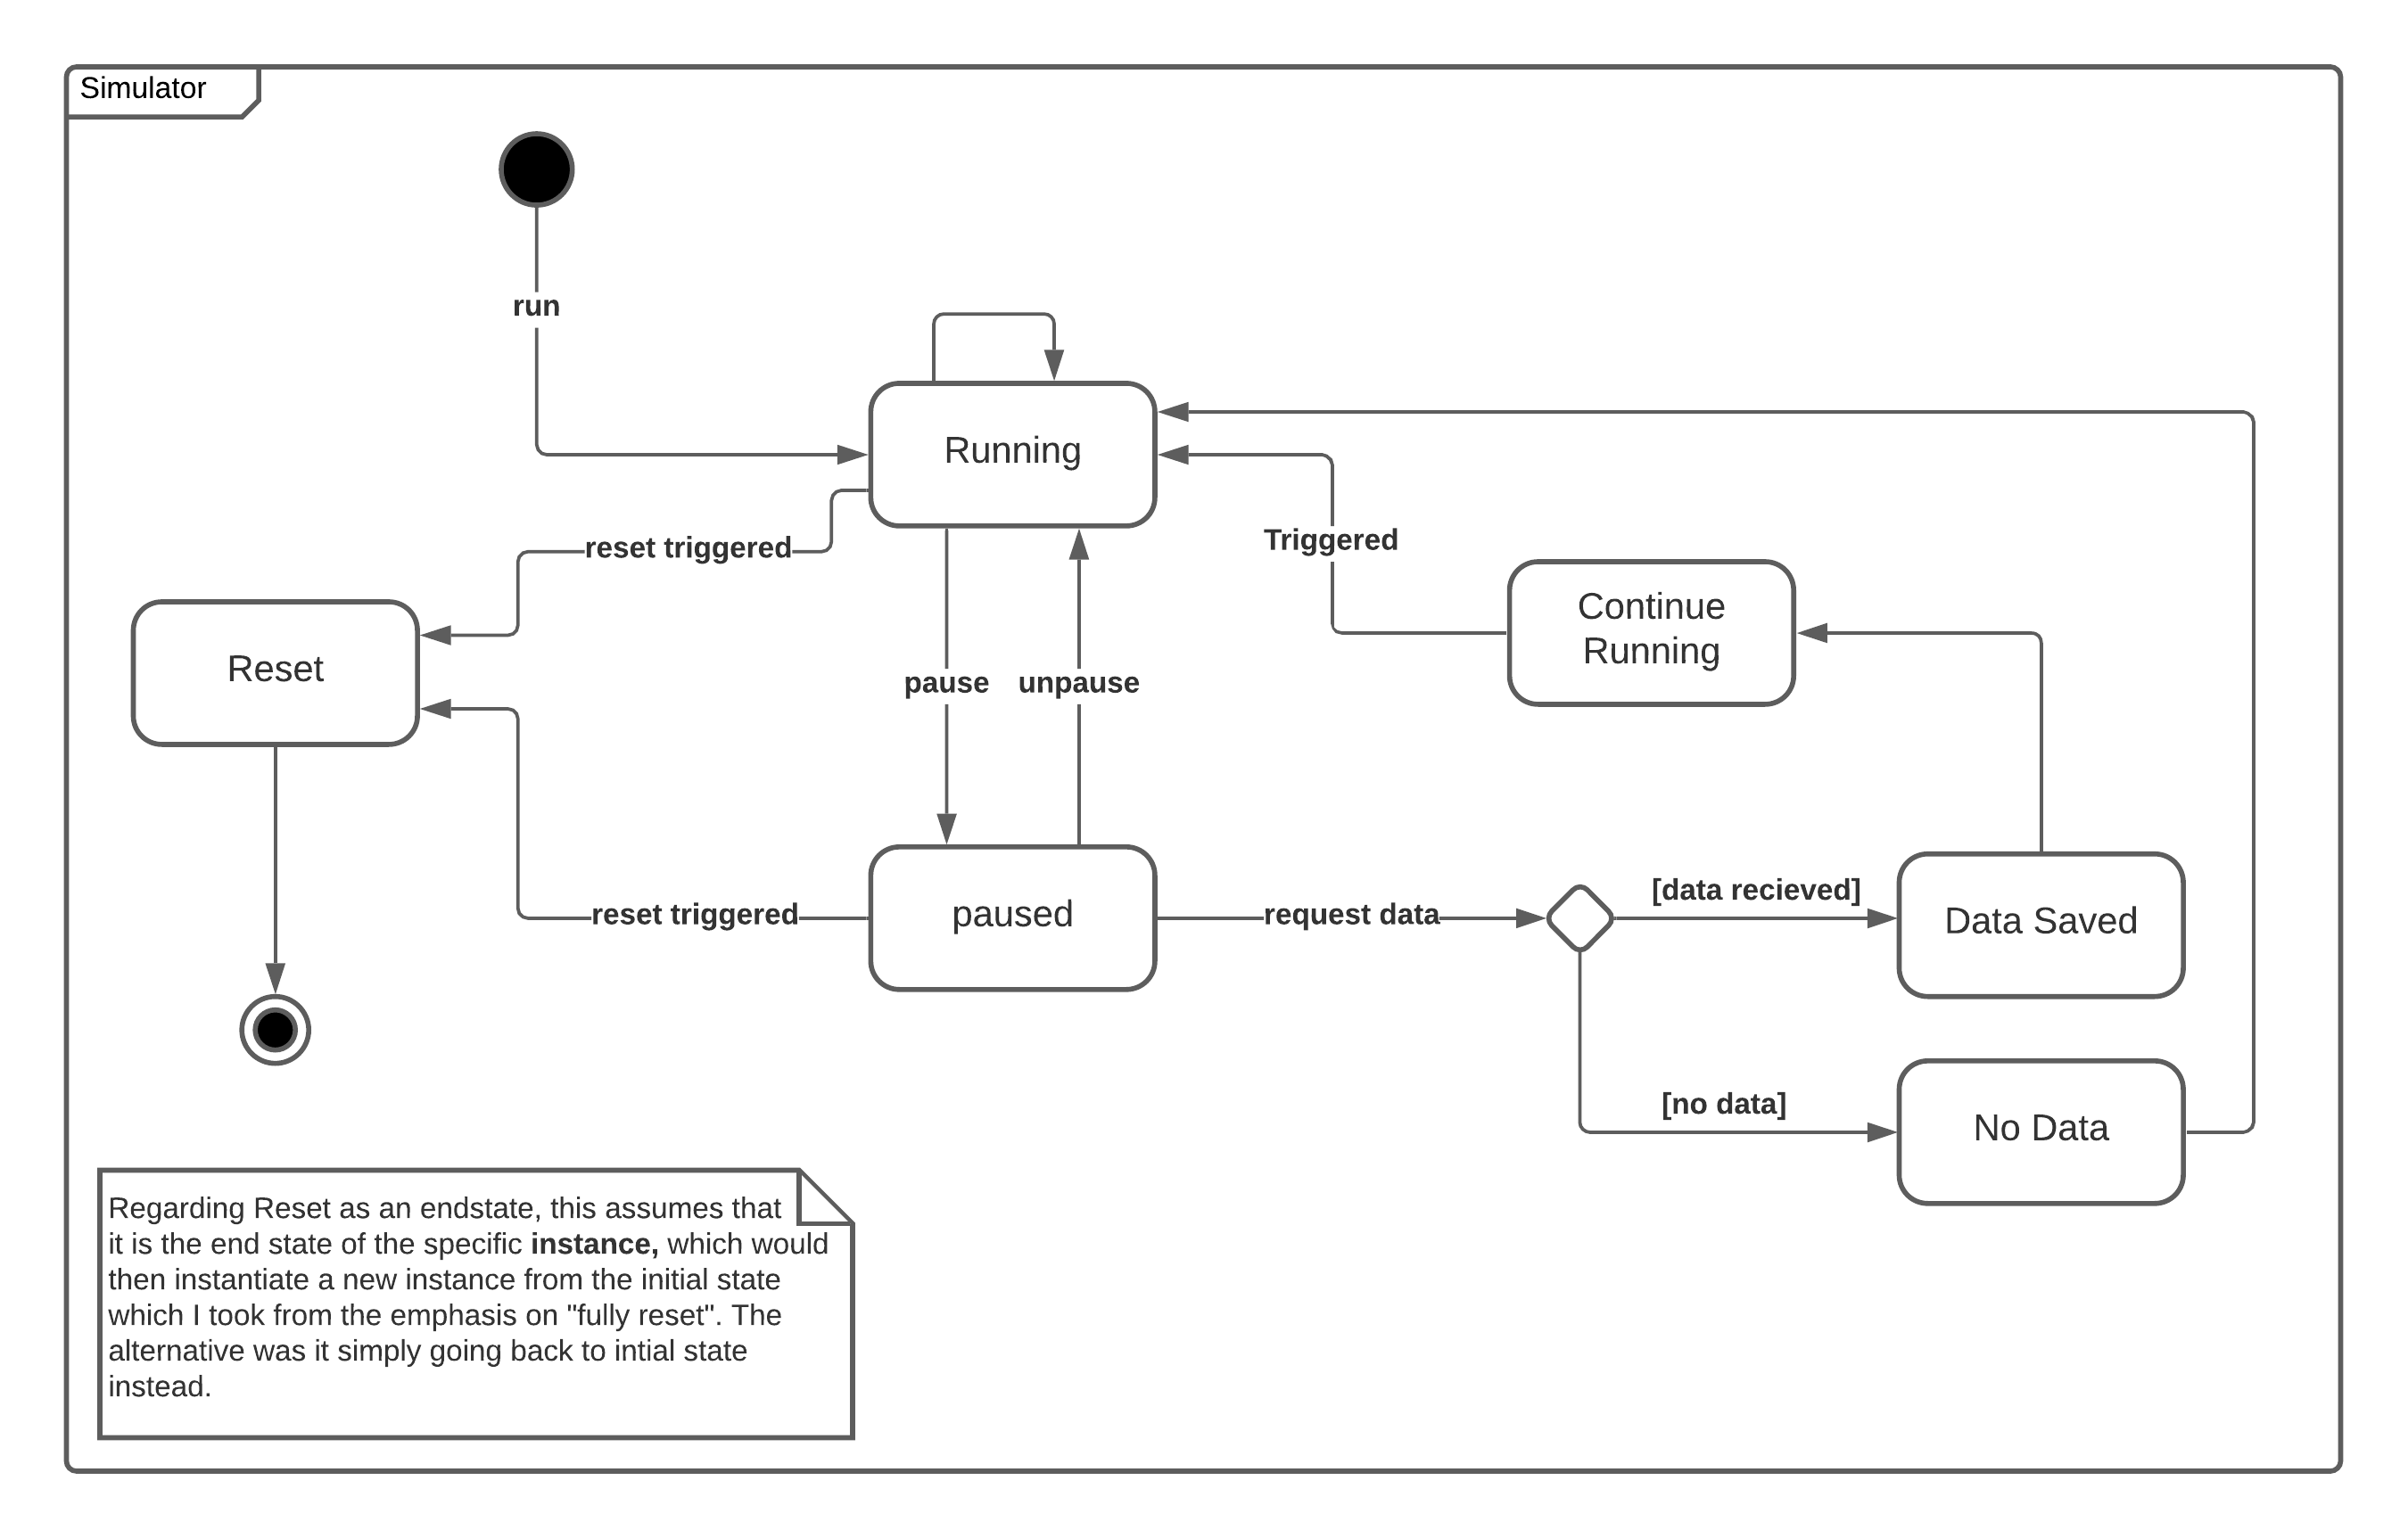 Simulator
run
Running
reset triggered
Triggered
Continue
Running
Reset
pause
unpause
reset triggered
paused
request data
[data recieved]
Data Saved
[no data]
No Data
Regarding Reset as an endstate, this assumes that
it is the end state of the specific instance, which would
then instantiate a new instance from the initial state
which I took from the emphasis on "fully reset". The
alternative was it simply going back to intial state
instead.